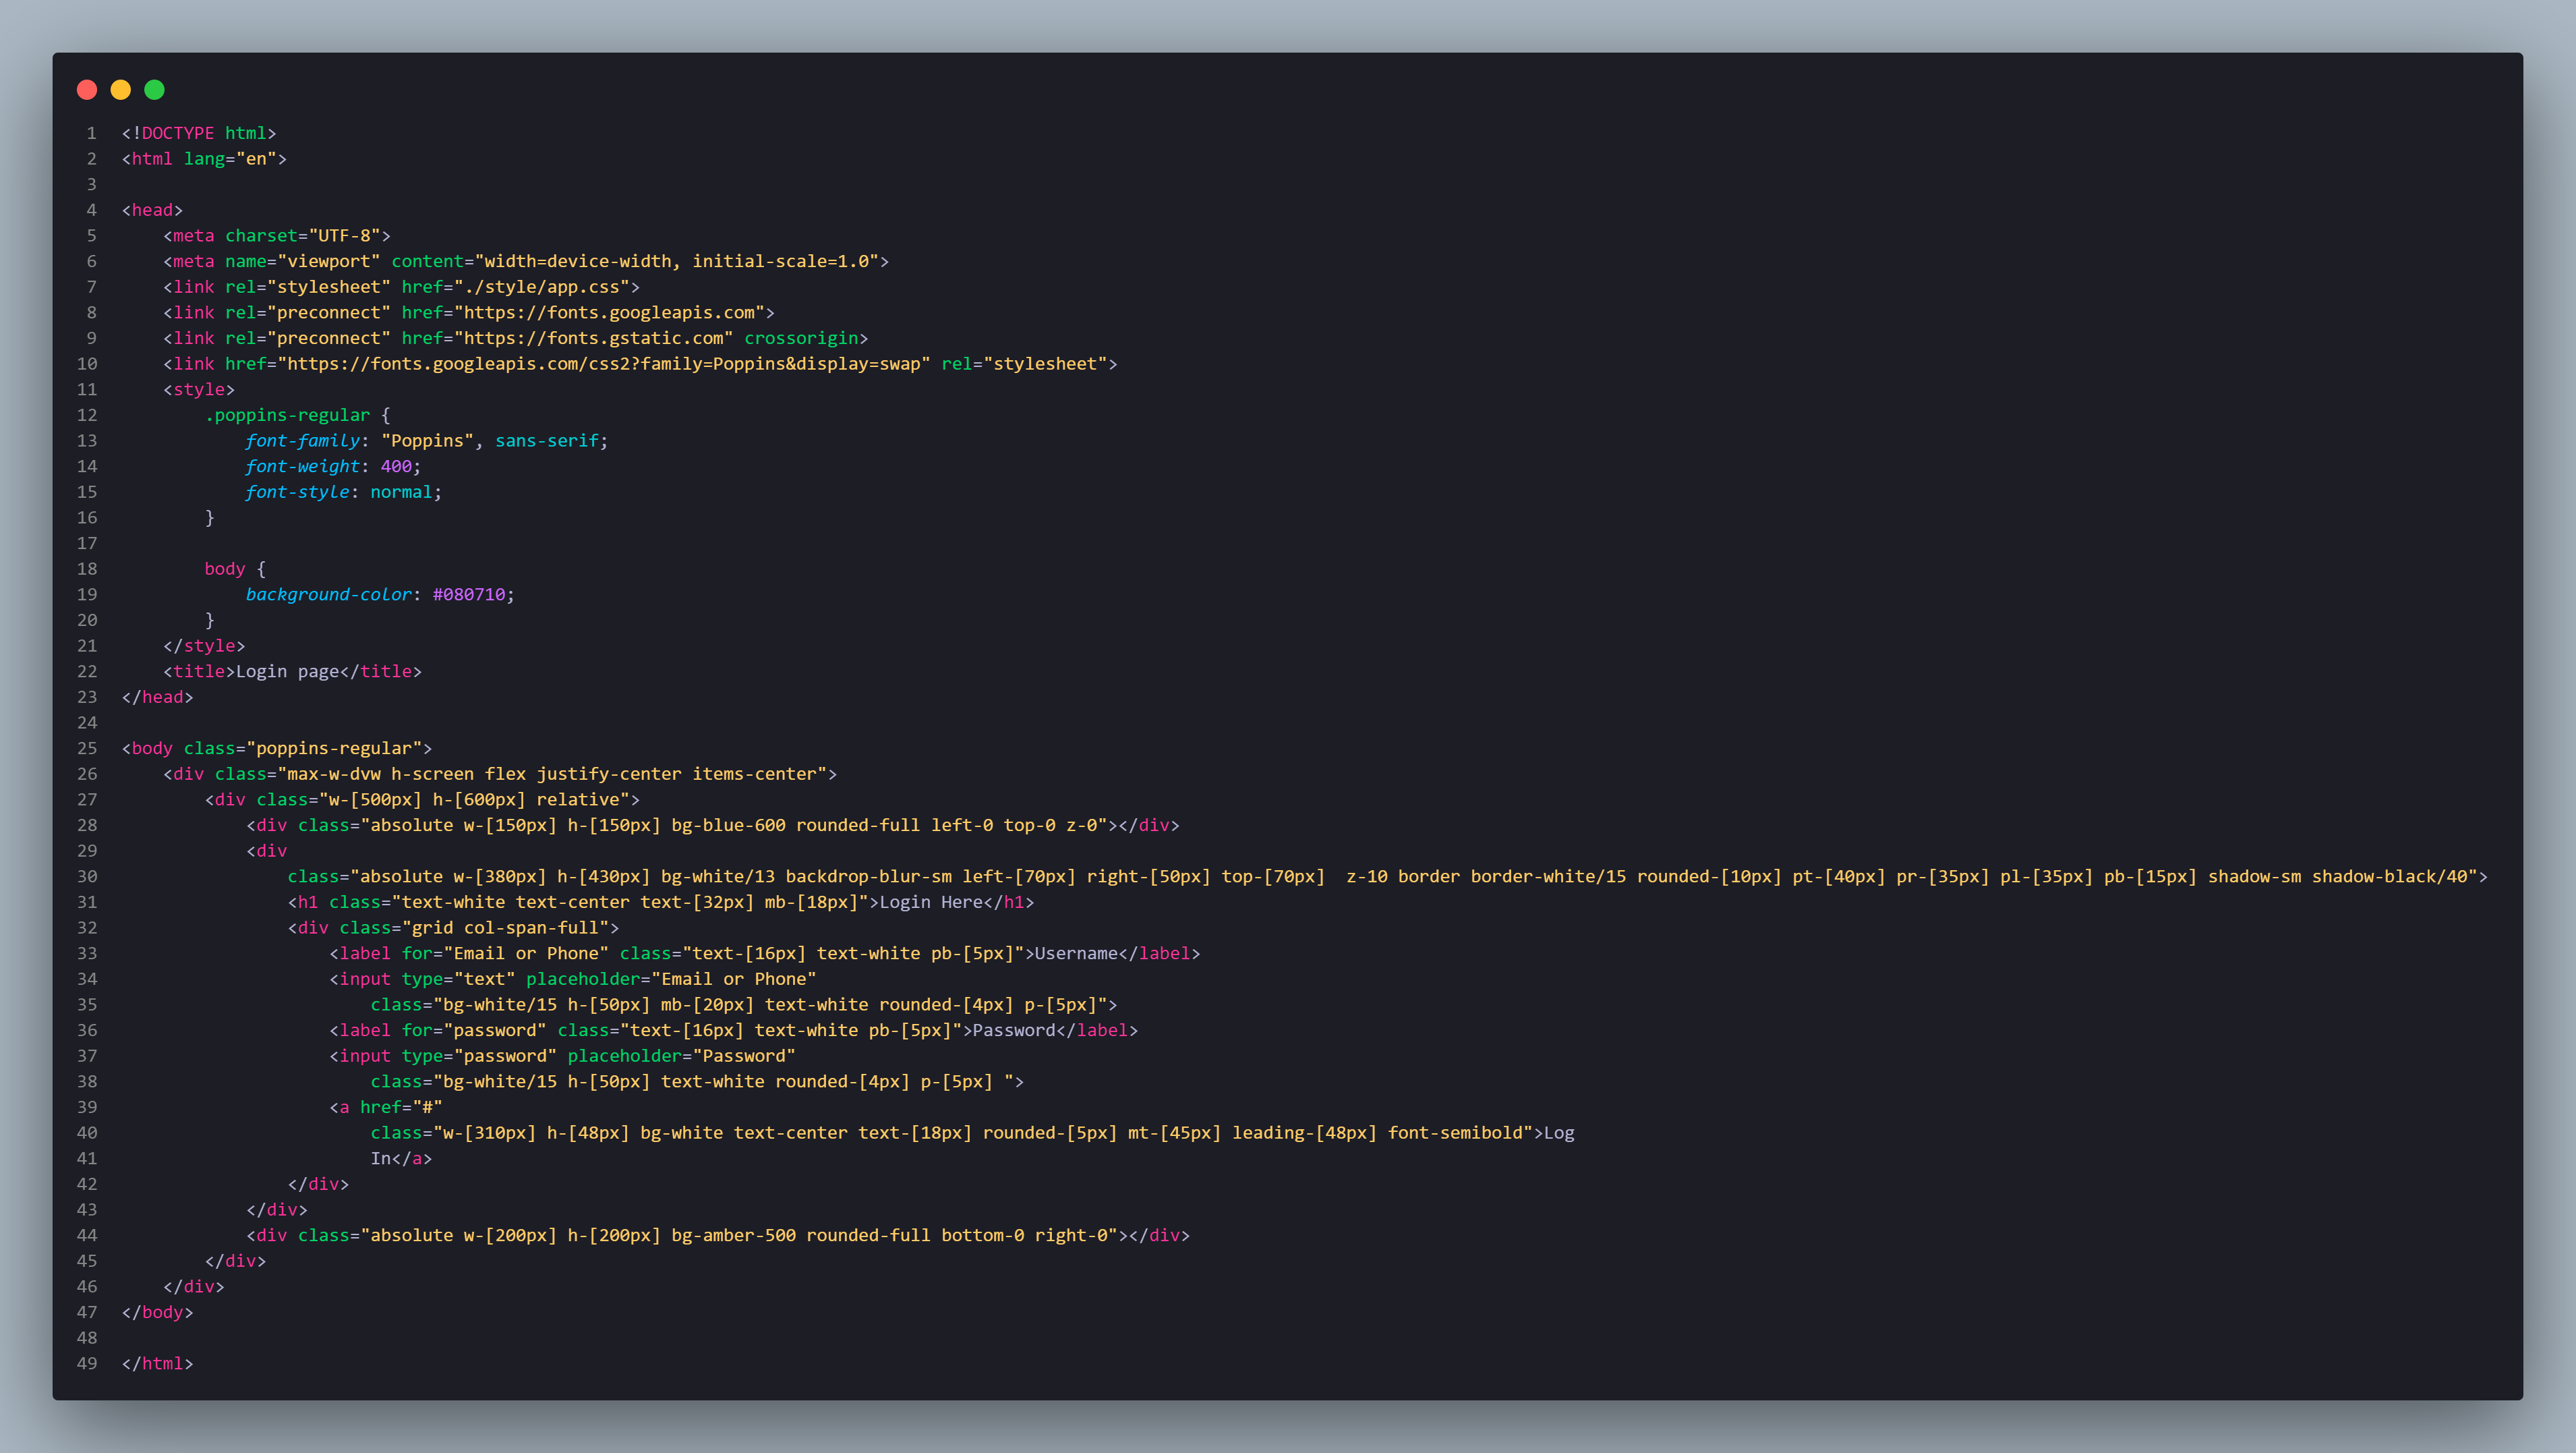 1 <!DOCTYPE html>
2 <html lang="en">
3
4 <head>
5     <meta charset="UTF-8">
6     <meta name="viewport" content="width=device-width, initial-scale=1.0">
7     <link rel="stylesheet" href="./style/app.css">
8     <link rel="preconnect" href="https://fonts.googleapis.com">
9     <link rel="preconnect" href="https://fonts.gstatic.com" crossorigin>
10     <link href="https://fonts.googleapis.com/css2?family=Poppins&display=swap" rel="stylesheet">
11     <style>
12         .poppins-regular {
13             font-family: "Poppins", sans-serif;
14             font-weight: 400;
15             font-style: normal;
16         }
17
18         body {
19             background-color: #080710;
20         }
21     </style>
22     <title>Login page</title>
23 </head>
24
25 <body class="poppins-regular">
26     <div class="max-w-dvw h-screen flex justify-center items-center">
27         <div class="w-[500px] h-[600px] relative">
28             <div class="absolute w-[150px] h-[150px] bg-blue-600 rounded-full left-0 top-0 z-0"></div>
29             <div
30                 class="absolute w-[380px] h-[430px] bg-white/13 backdrop-blur-sm left-[70px] right-[50px] top-[70px]  z-10 border border-white/15 rounded-[10px] pt-[40px] pr-[35px] pl-[35px] pb-[15px] shadow-sm shadow-black/40">
31                 <h1 class="text-white text-center text-[32px] mb-[18px]">Login Here</h1>
32                 <div class="grid col-span-full">
33                     <label for="Email or Phone" class="text-[16px] text-white pb-[5px]">Username</label>
34                     <input type="text" placeholder="Email or Phone"
35                         class="bg-white/15 h-[50px] mb-[20px] text-white rounded-[4px] p-[5px]">
36                     <label for="password" class="text-[16px] text-white pb-[5px]">Password</label>
37                     <input type="password" placeholder="Password"
38                         class="bg-white/15 h-[50px] text-white rounded-[4px] p-[5px] ">
39                     <a href="#"
40                         class="w-[310px] h-[48px] bg-white text-center text-[18px] rounded-[5px] mt-[45px] leading-[48px] font-semibold">Log
41                         In</a>
42                 </div>
43             </div>
44             <div class="absolute w-[200px] h-[200px] bg-amber-500 rounded-full bottom-0 right-0"></div>
45         </div>
46     </div>
47 </body>
48
49 </html>